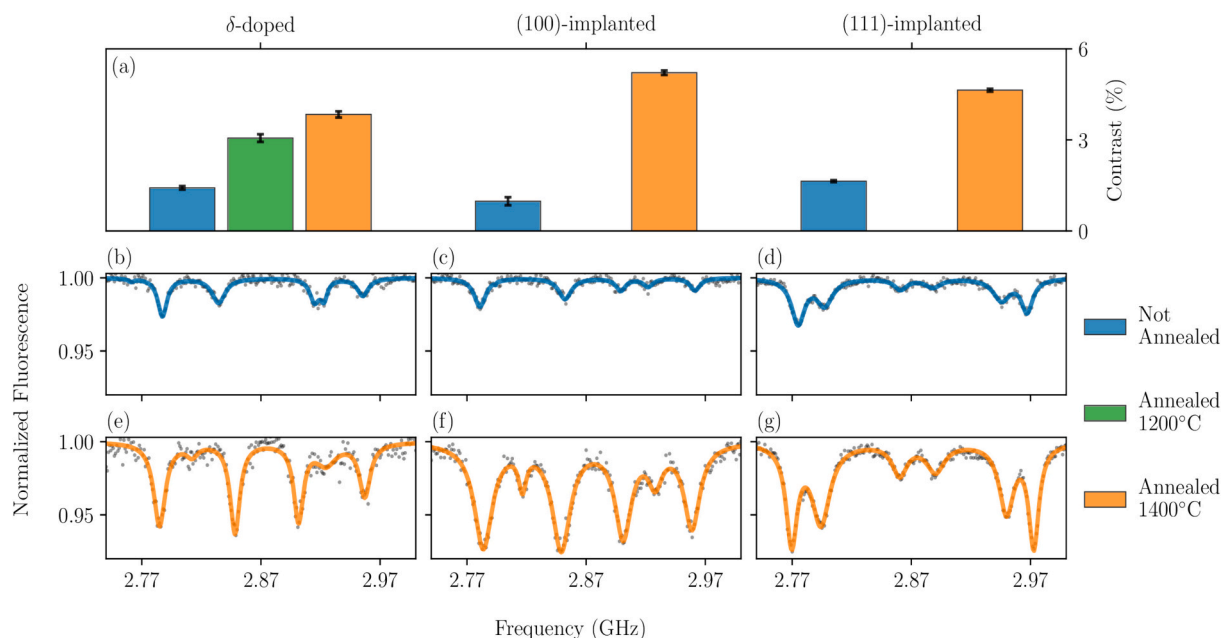 δ-doped (100)-implanted (111)-implanted
(a)
6
3
0
Contrast (%)
(b) (c) (d)
1.00
0.95
(e) (f) (g)
1.00
0.95
Normalized Fluorescence
2.77 2.87 2.97 2.77 2.87 2.97 2.77 2.87 2.97
Frequency (GHz)
Not
Annealed
Annealed
1200°C
Annealed
1400°C